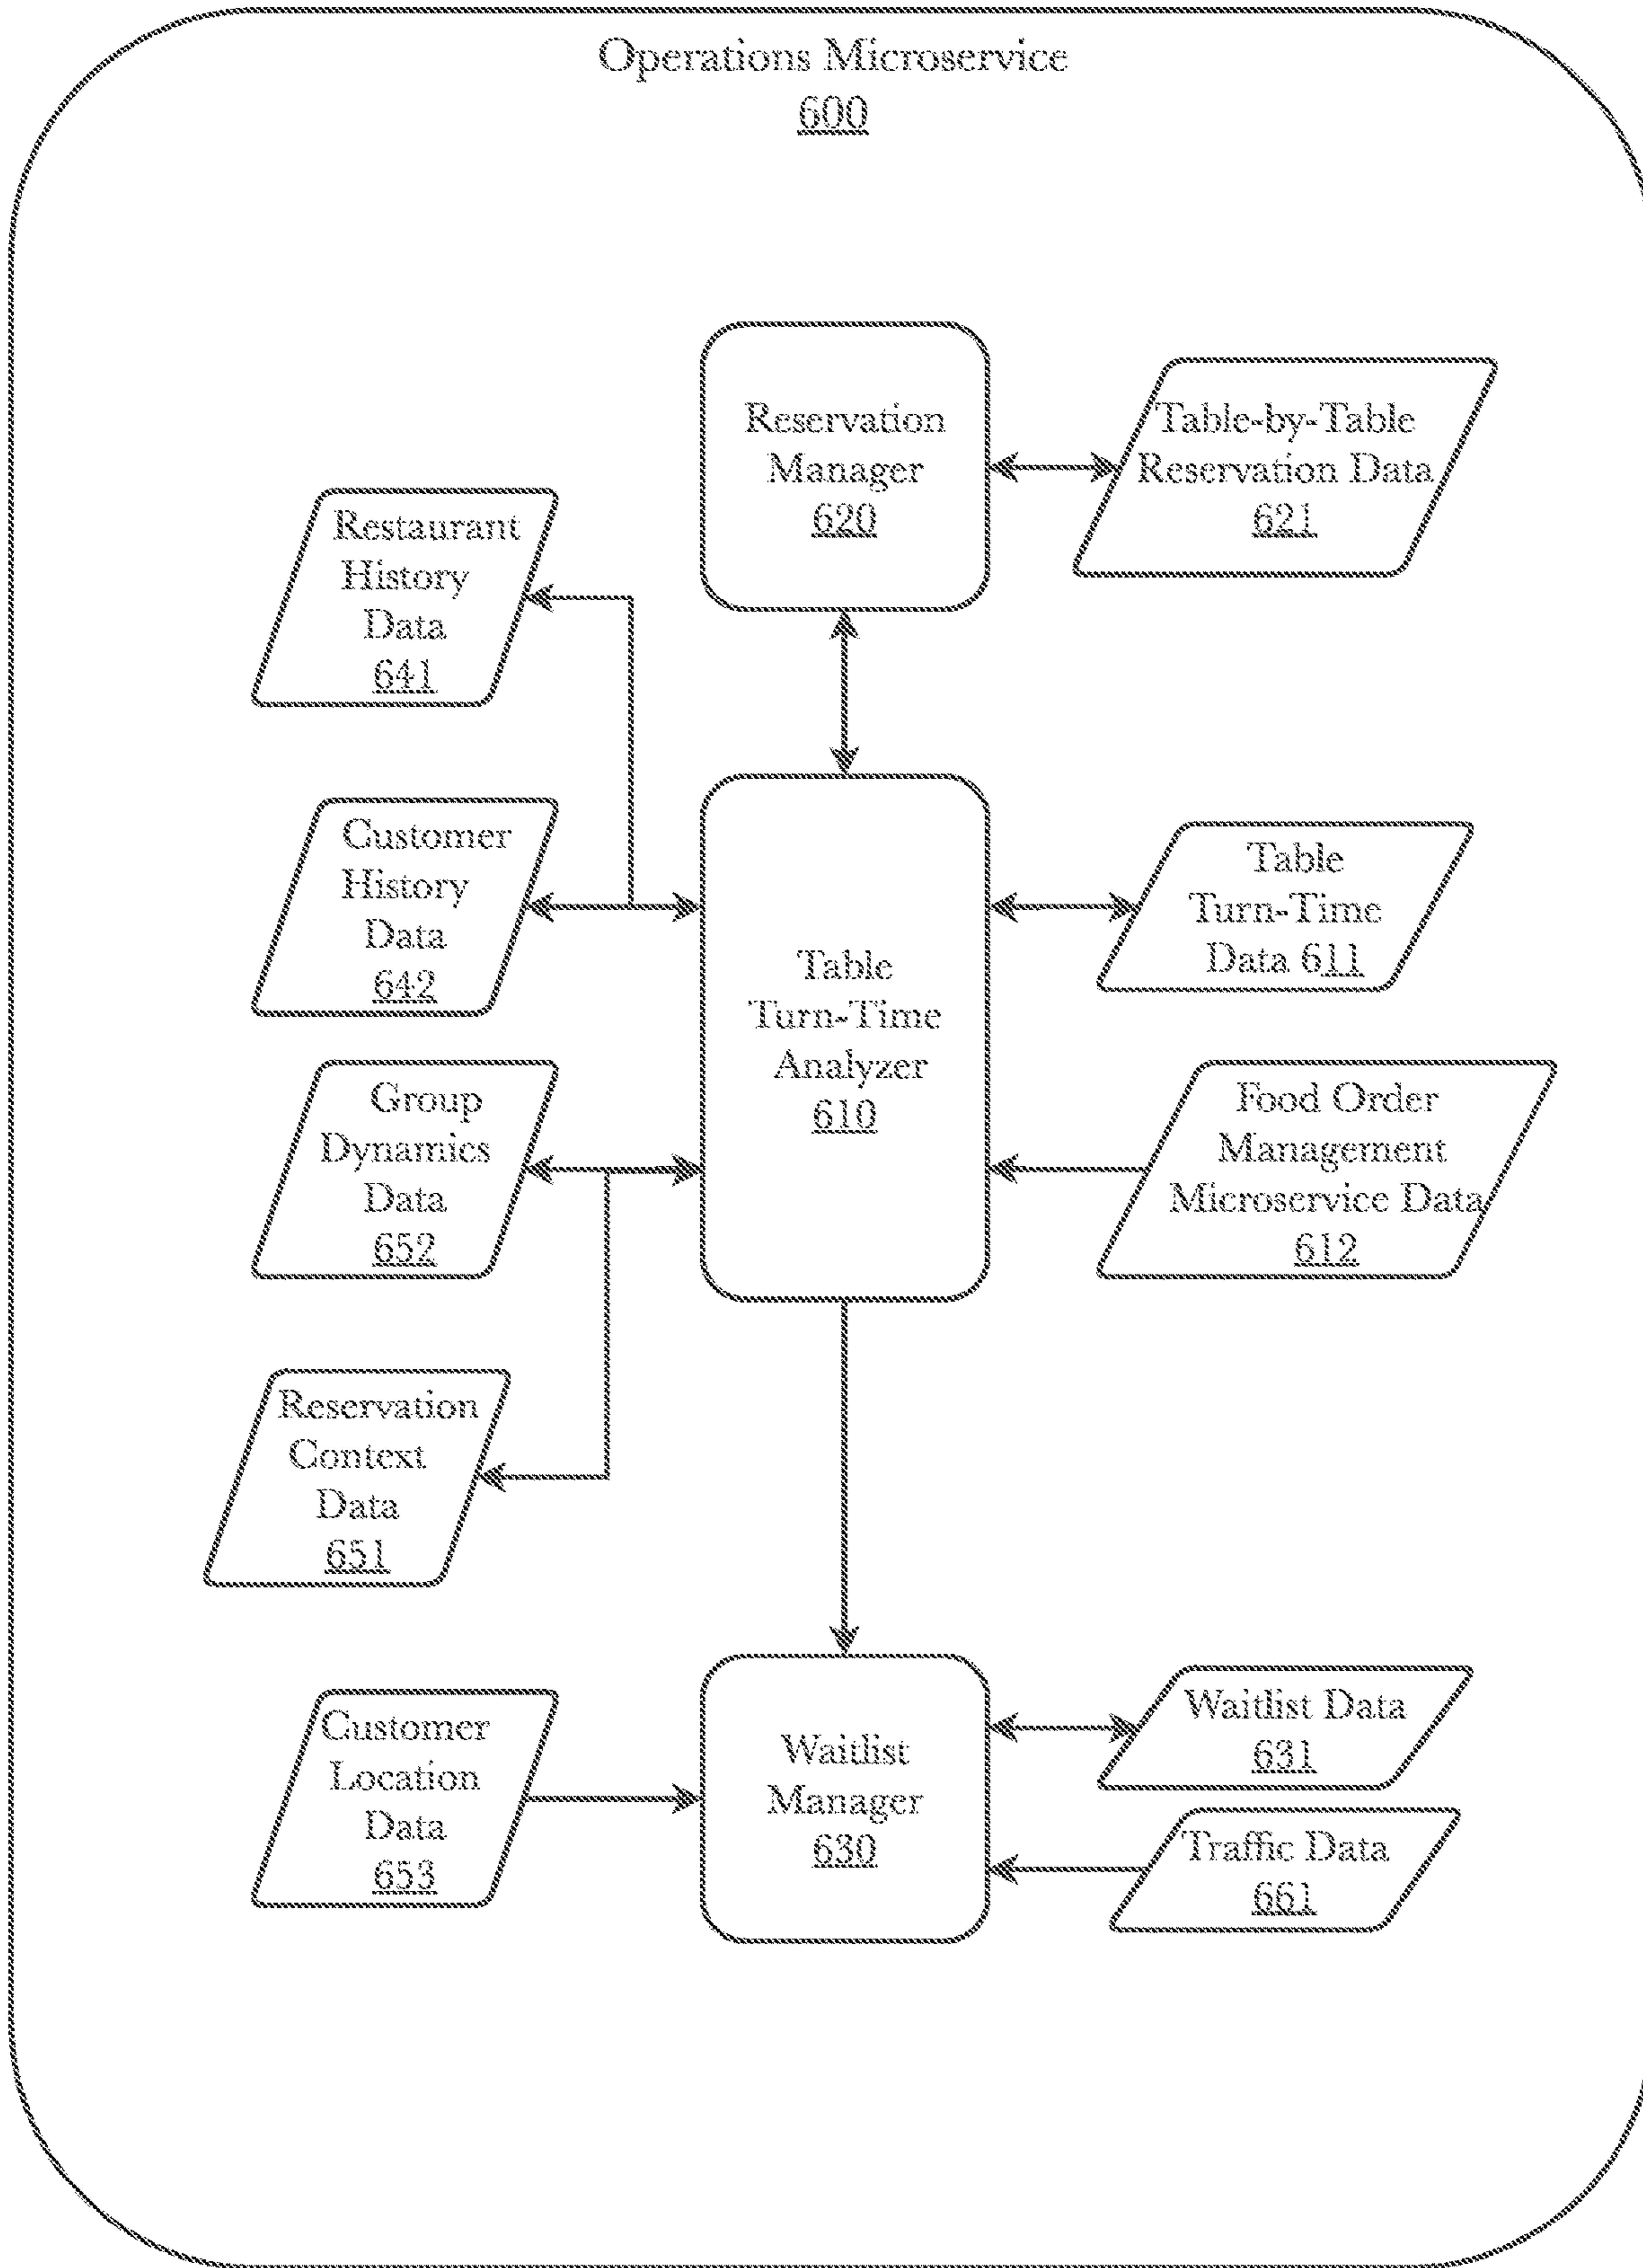 Operations Microservice
600
Reservation
Manager
620
Table-by-Table
Reservation Data
621
Restaurant
History
Data
641
Customer
History
Data
642
Table
Turn-Time
Analyzer
610
Table
Turn-Time
Data 611
Group
Dynamics
Data
652
Food Order
Management
Microservice Data
612
Reservation
Context
Data
651
Customer
Location
Data
653
Waitlist
Manager
630
Waitlist Data
631
Traffic Data
661